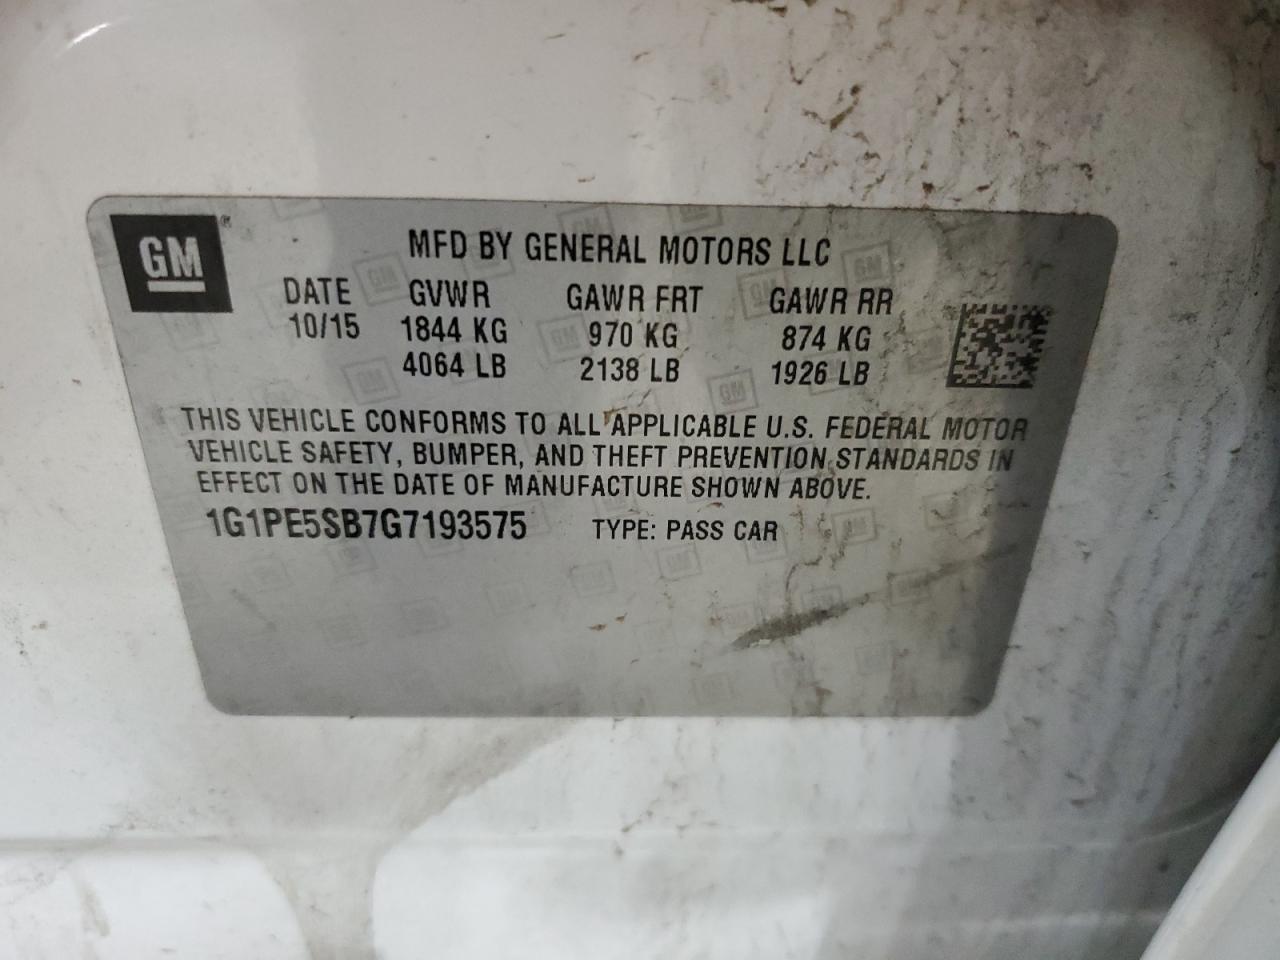 GM®
MFD BY GENERAL MOTORS LLC
DATE GVWR GAWR FRT GAWR RR
10/15 1844 KG 970 KG 874 KG
4064 LB 2138 LB 1926 LB
THIS VEHICLE CONFORMS TO ALL APPLICABLE U.S. FEDERAL MOTOR
VEHICLE SAFETY, BUMPER, AND THEFT PREVENTION STANDARDS IN
EFFECT ON THE DATE OF MANUFACTURE SHOWN ABOVE.
1G1PE5SB7G7193575 TYPE: PASS CAR